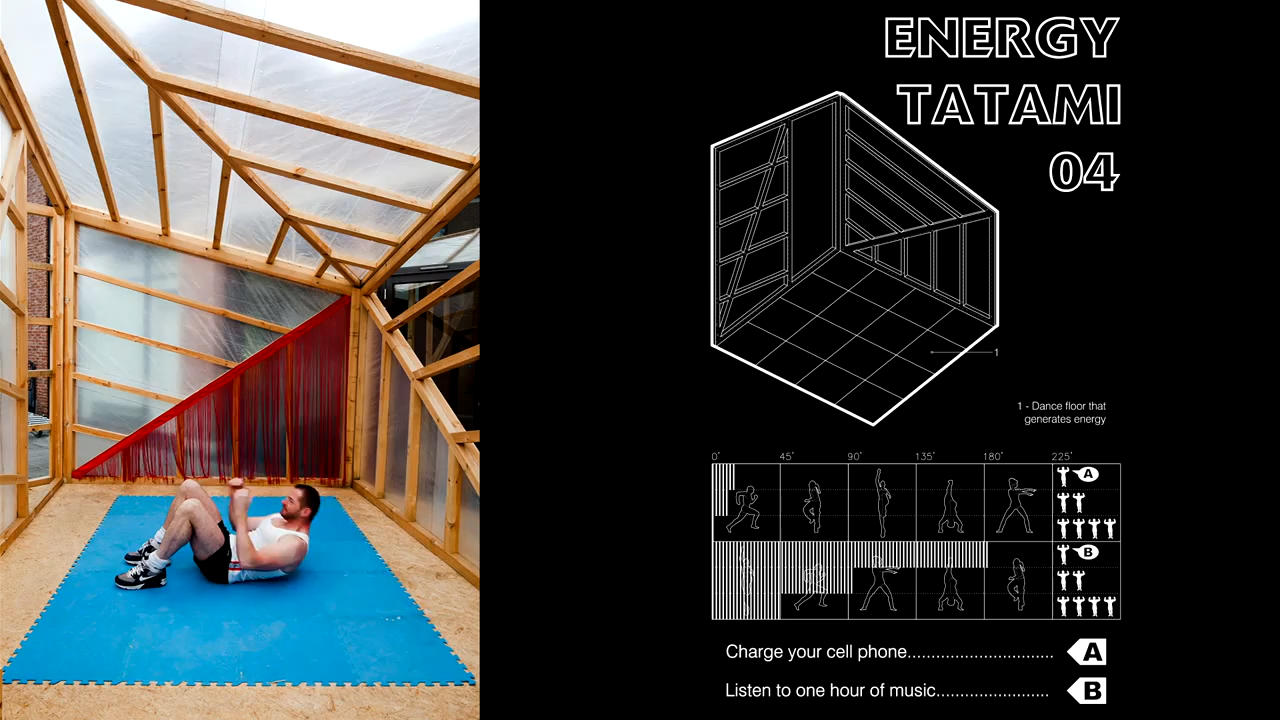 ENERGY
TATAMI
04
1
1 - Dance floor that
generates energy
0' 45' 90' 135' 180' 225'
A
B
Charge your cell phone............................... A
Listen to one hour of music........................ B